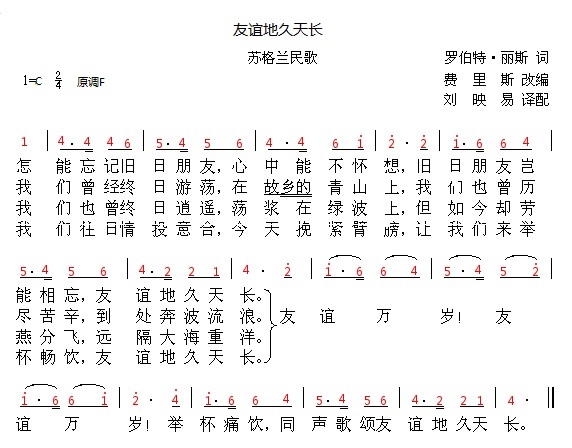 友谊地久天长
苏格兰民歌 罗伯特·丽斯 词
1=C 2/4 原调F 费里斯 改编
刘映易 译配
1 | 4·4 4 6 | 5·4 5 6 | 4·4 6 i | 2· 2 | i·6 6 4 |
怎 能忘记旧 日朋友,心 中能不怀 想,旧 日朋友岂
我 们曾经终 日游荡,在 故乡的青山 上,我 们也曾历
我 们也曾终 日逍遥,荡 桨在绿波 上,但 如今却劳
我 们往日情 投意合,今 天挽紧臂 膀,让 我们来举
5·4 5 6 | 4·2 2 1 | 4· 2 | i·6 6 4 | 5·4 5 2 |
能相忘,友 谊地久天 长。
尽苦辛,到 处奔波流 浪。友 谊万 岁!友
燕分飞,远 隔大海重 洋。
杯畅饮,友 谊地久天 长。
i·6 6 i | 2· 4 | i·6 6 4 | 5·4 5 6 | 4·2 2 1 | 4· ‖
谊万 岁!举 杯痛饮,同 声歌颂友 谊地久天 长。